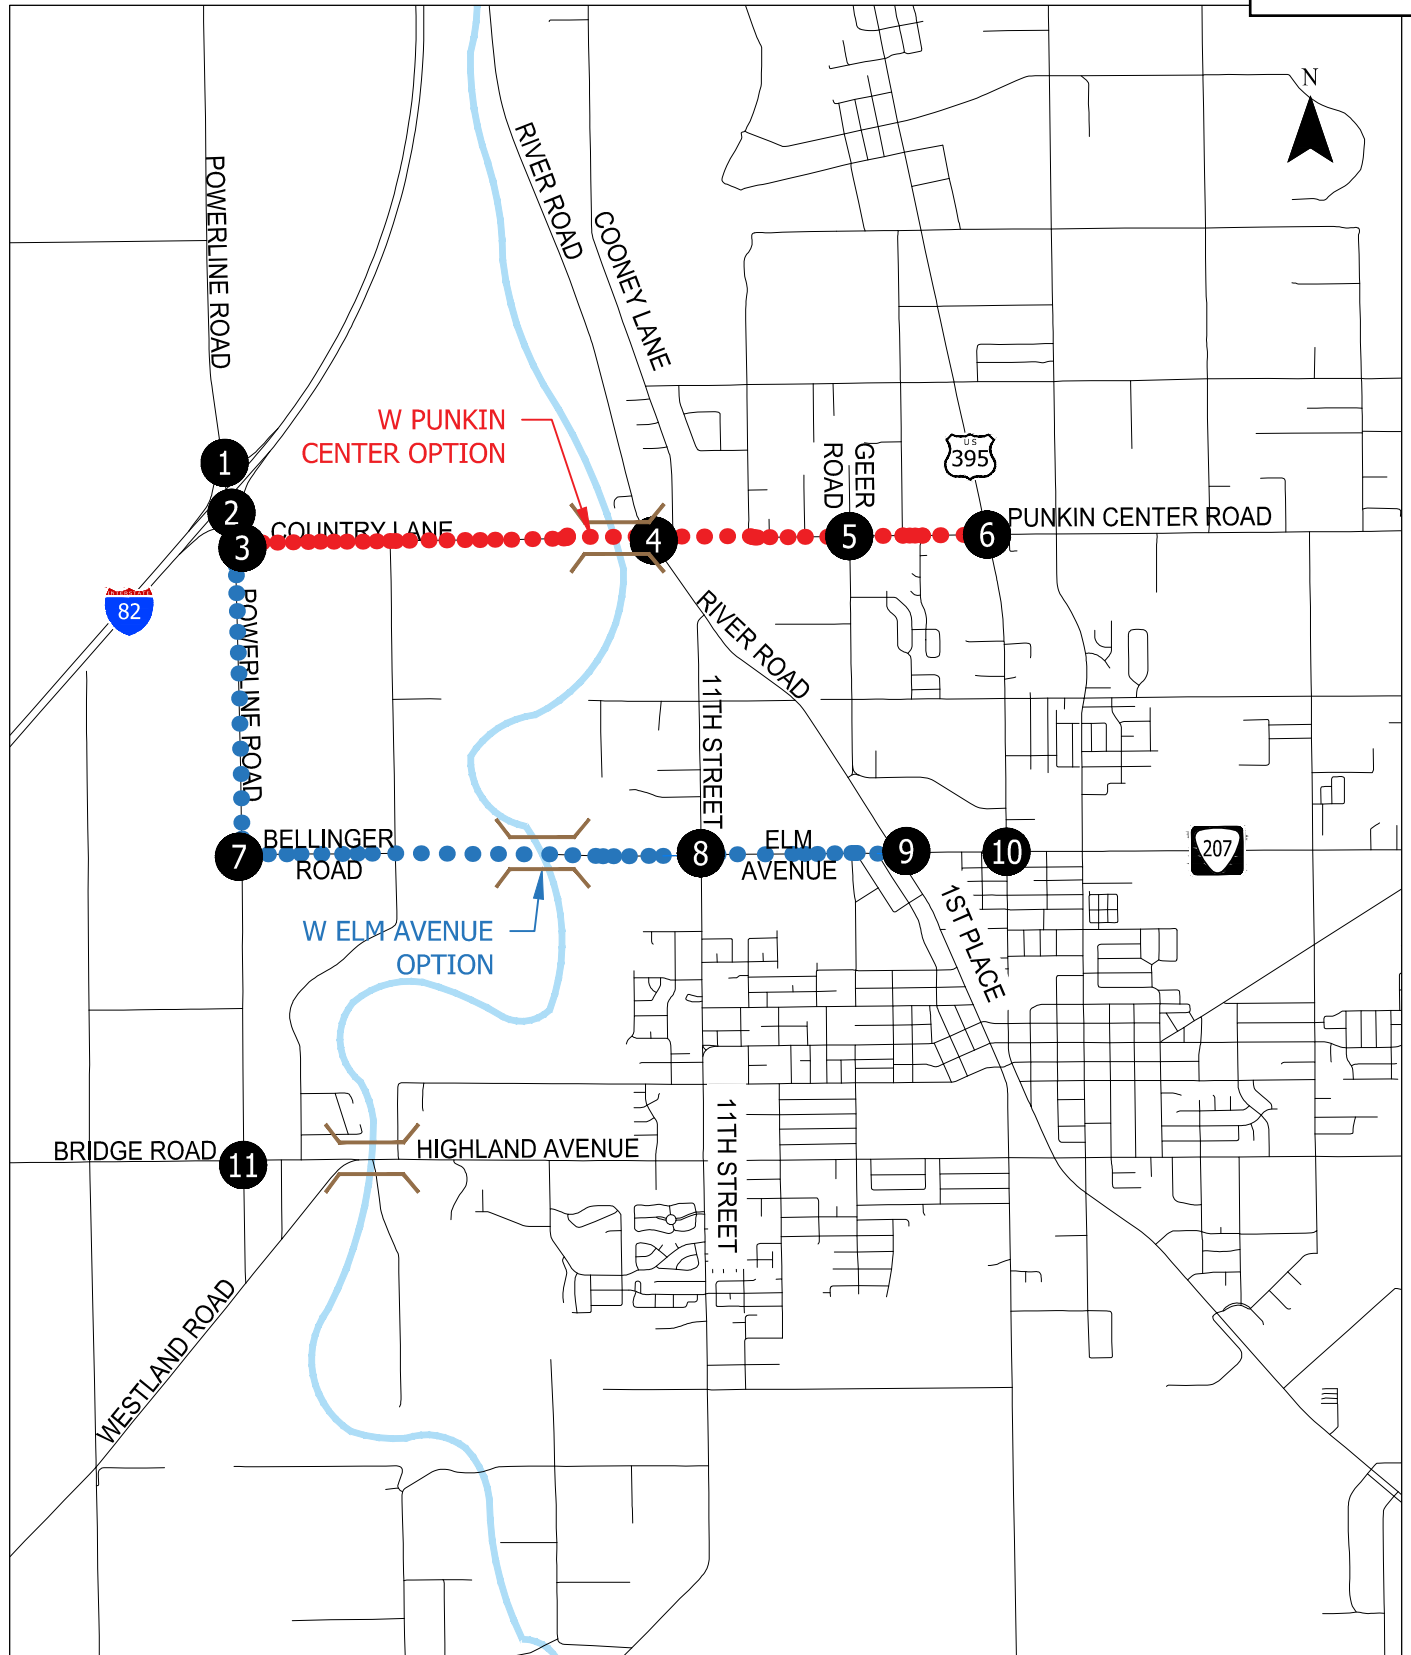 N
POWERLINE ROAD
RIVER ROAD
COONEY LANE
W PUNKIN
CENTER OPTION
GEER
ROAD
US
395
1
2
3
COUNTRY LANE
4
5
6
PUNKIN CENTER ROAD
INTERSTATE
82
POWERLINE ROAD
RIVER ROAD
11TH STREET
7
BELLINGER
ROAD
8
ELM
AVENUE
9
10
207
W ELM AVENUE
OPTION
1ST PLACE
BRIDGE ROAD
11
HIGHLAND AVENUE
11TH STREET
WESTLAND ROAD